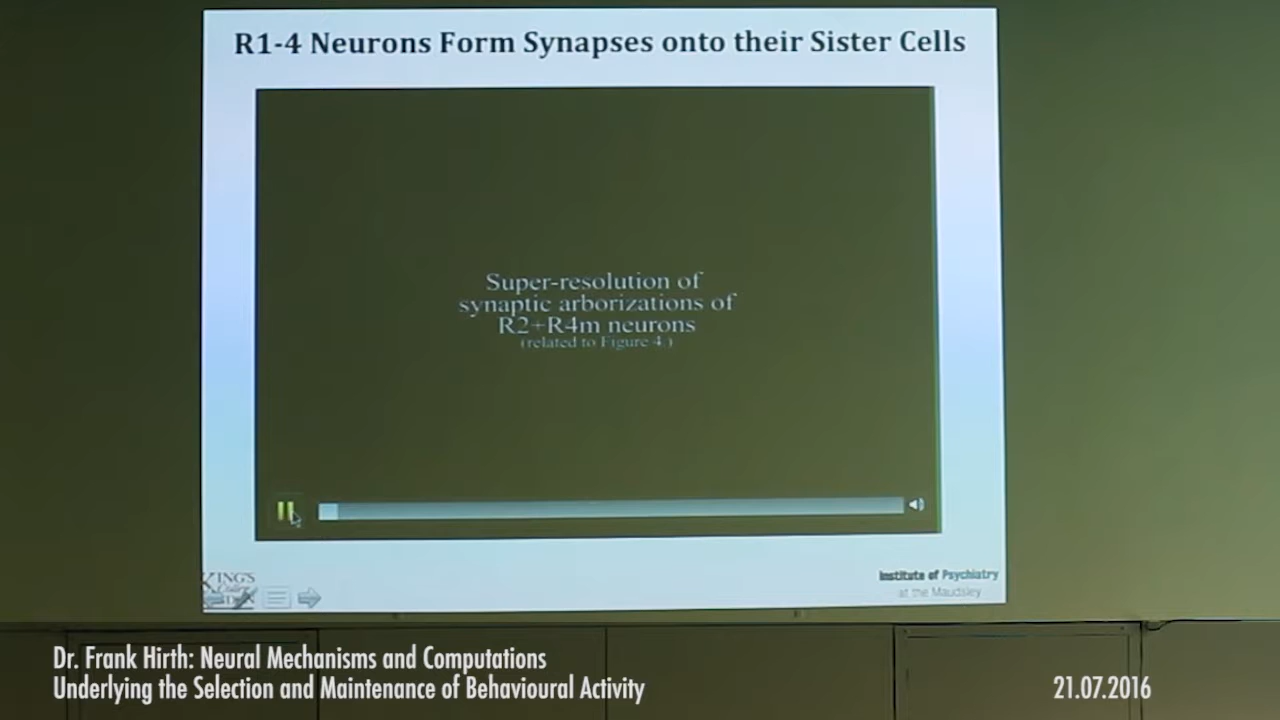 R1-4 Neurons Form Synapses onto their Sister Cells
Super-resolution of
synaptic arborizations of
R2+R4m neurons
(related to Figure 4.)
KING'S
College
Institute of Psychiatry
at the Maudsley
Dr. Frank Hirth: Neural Mechanisms and Computations
Underlying the Selection and Maintenance of Behavioural Activity
21.07.2016